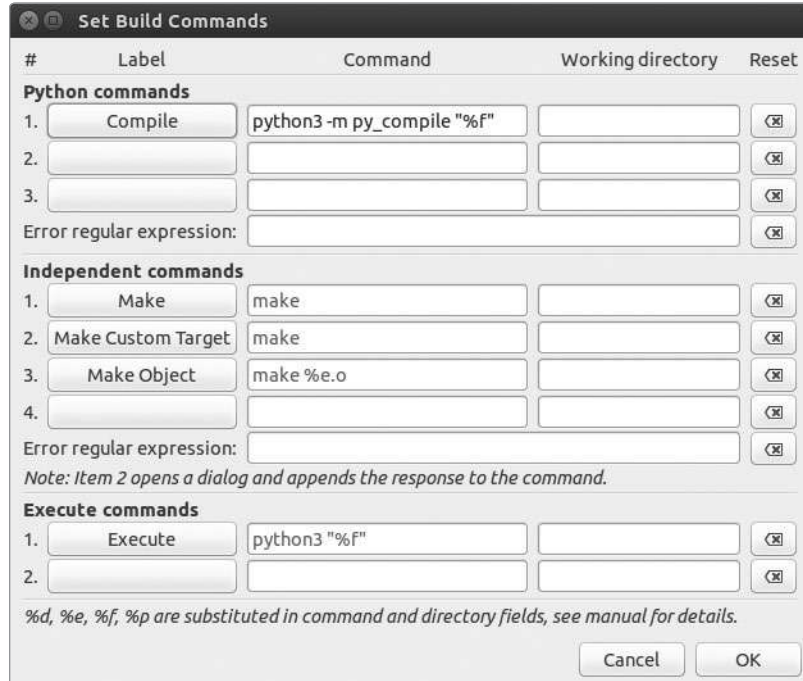 Set Build Commands
# Label Command Working directory Reset
Python commands
1. Compile python3 -m py_compile "%f"
2.
3.
Error regular expression:
Independent commands
1. Make make
2. Make Custom Target make
3. Make Object make %e.o
4.
Error regular expression:
Note: Item 2 opens a dialog and appends the response to the command.
Execute commands
1. Execute python3 "%f"
2.
%d, %e, %f, %p are substituted in command and directory fields, see manual for details.
Cancel OK